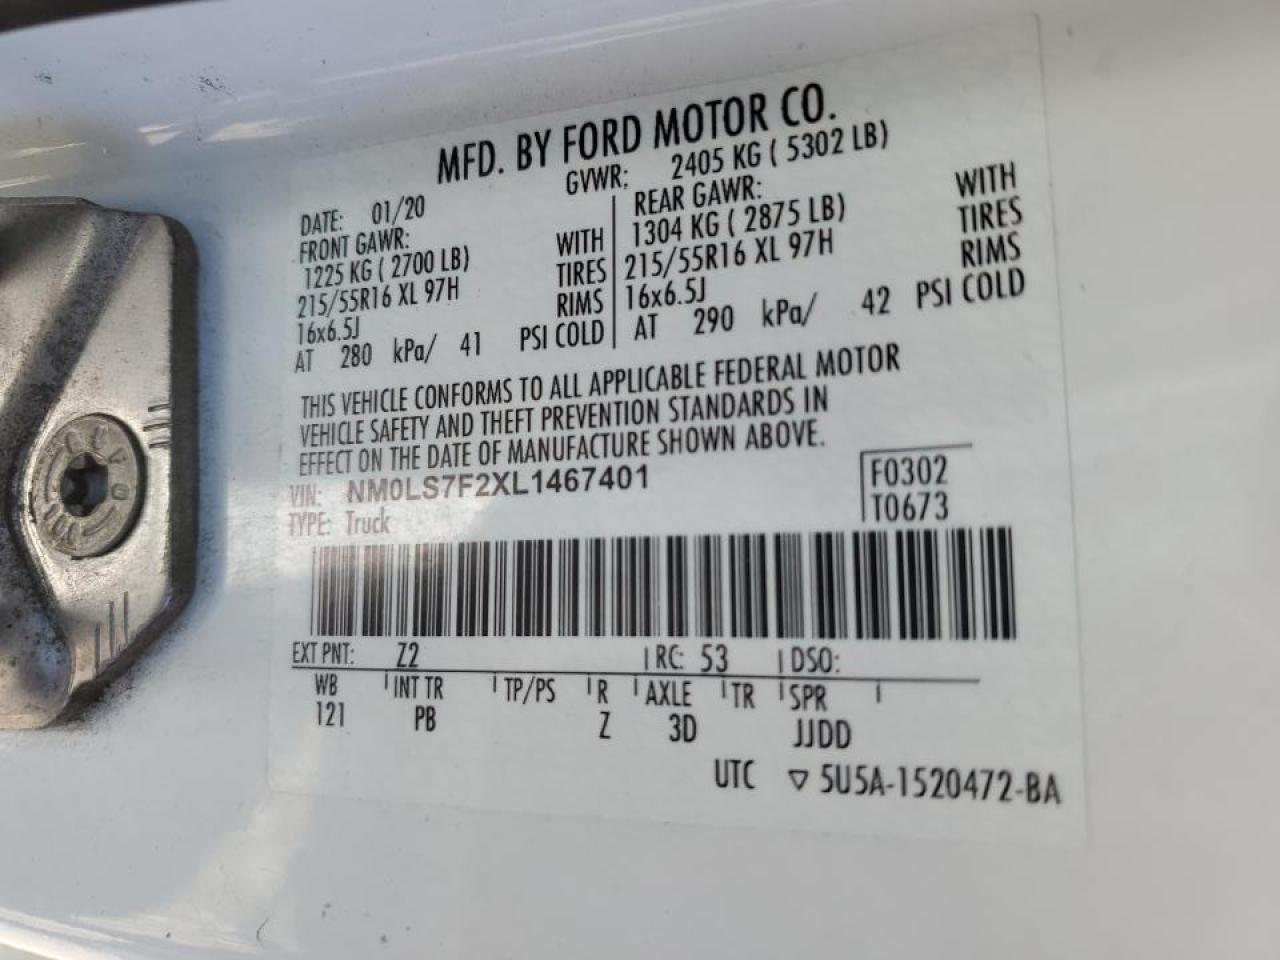 MFD. BY FORD MOTOR CO.
DATE: 01/20 GVWR: 2405 KG ( 5302 LB)
FRONT GAWR: REAR GAWR:
1225 KG ( 2700 LB) WITH 1304 KG ( 2875 LB) WITH
215/55R16 XL 97H TIRES 215/55R16 XL 97H TIRES
16x6.5J RIMS 16x6.5J RIMS
AT 280 kPa/ 41 PSI COLD AT 290 kPa/ 42 PSI COLD
THIS VEHICLE CONFORMS TO ALL APPLICABLE FEDERAL MOTOR
VEHICLE SAFETY AND THEFT PREVENTION STANDARDS IN
EFFECT ON THE DATE OF MANUFACTURE SHOWN ABOVE.
VIN: NM0LS7F2XL1467401 F0302
TYPE: Truck T0673
EXT PNT: Z2 RC: 53 DSO:
WB INT TR TP/PS R AXLE TR SPR
121 PB Z 3D JJDD
UTC ▽ 5U5A-1520472-BA